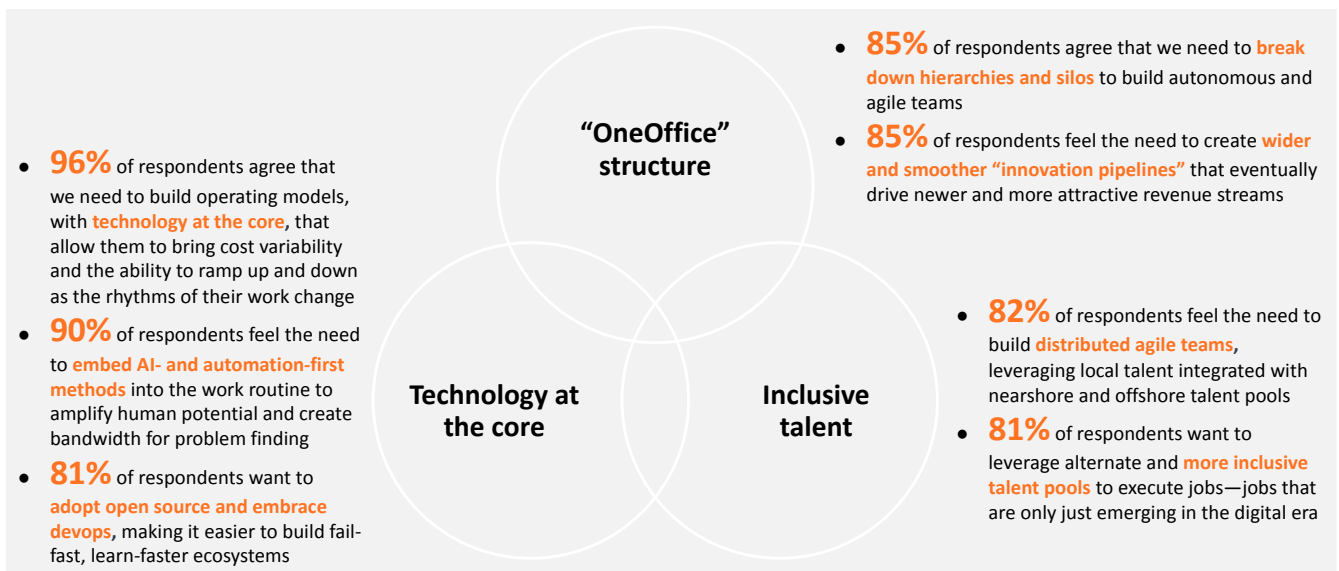 “OneOffice”
structure
● 85% of respondents agree that we need to break
down hierarchies and silos to build autonomous and
agile teams
● 85% of respondents feel the need to create wider
and smoother “innovation pipelines” that eventually
drive newer and more attractive revenue streams
● 96% of respondents agree that
we need to build operating models,
with technology at the core, that
allow them to bring cost variability
and the ability to ramp up and down
as the rhythms of their work change
● 90% of respondents feel the need
to embed AI- and automation-first
methods into the work routine to
amplify human potential and create
bandwidth for problem finding
● 81% of respondents want to
adopt open source and embrace
devops, making it easier to build fail-
fast, learn-faster ecosystems
Technology at
the core
Inclusive
talent
● 82% of respondents feel the need to
build distributed agile teams,
leveraging local talent integrated with
nearshore and offshore talent pools
● 81% of respondents want to
leverage alternate and more inclusive
talent pools to execute jobs—jobs that
are only just emerging in the digital era